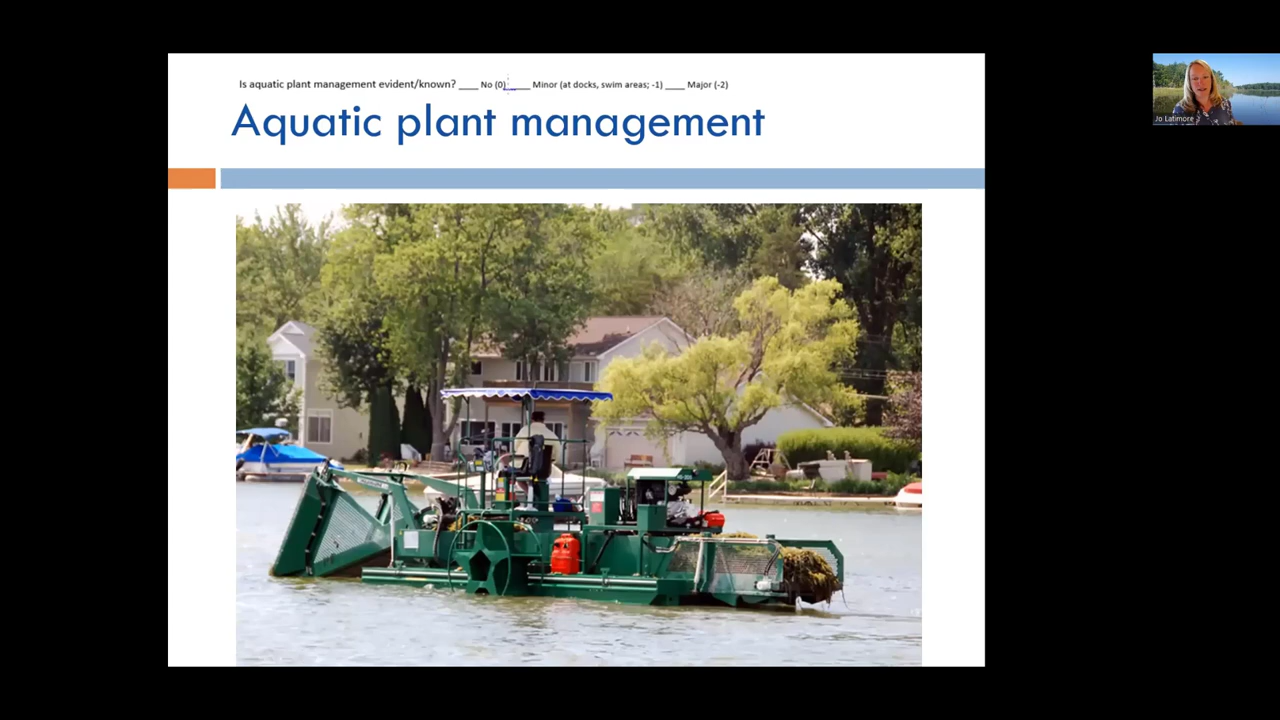 Is aquatic plant management evident/known? ____ No (0) ____ Minor (at docks, swim areas; -1) ____ Major (-2)
Aquatic plant management
Jo Latimore